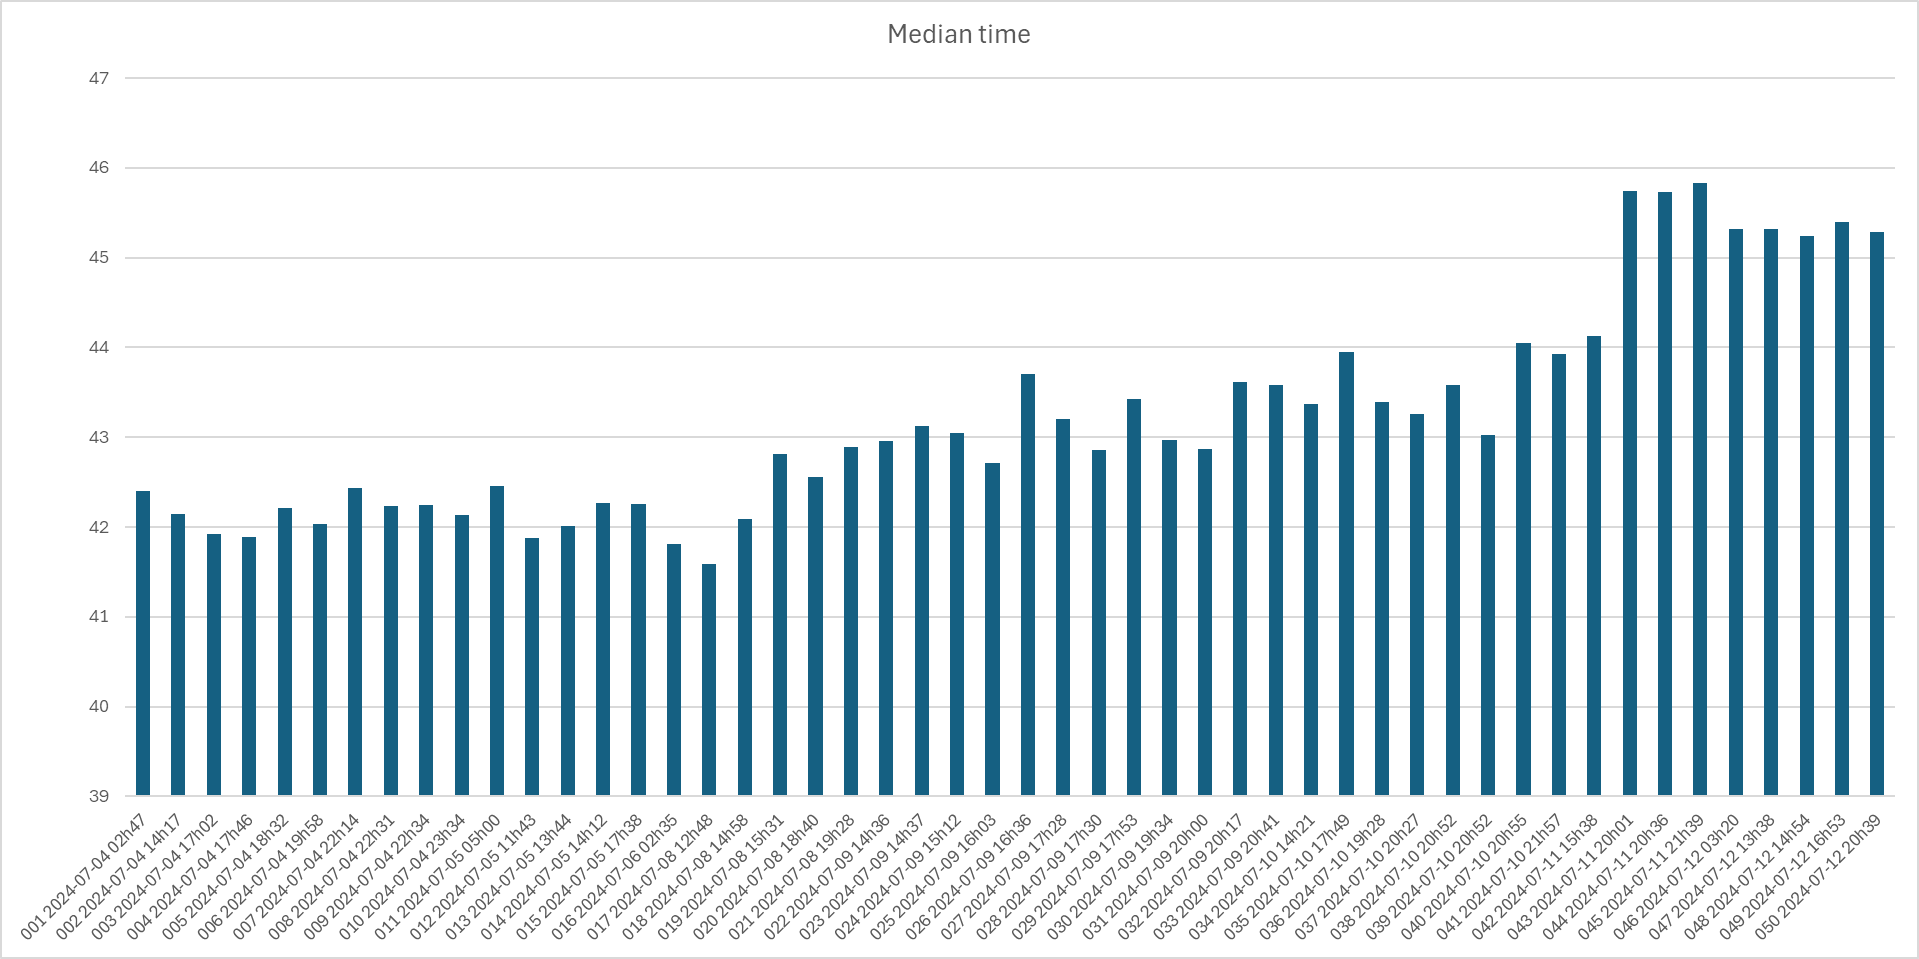 Median time
47
46
45
44
43
42
41
40
39
001 2024-07-04 02h47
002 2024-07-04 14h17
003 2024-07-04 17h02
004 2024-07-04 17h46
005 2024-07-04 18h32
006 2024-07-04 19h58
007 2024-07-04 22h14
008 2024-07-04 22h31
009 2024-07-04 22h34
010 2024-07-04 23h34
011 2024-07-05 05h00
012 2024-07-05 11h43
013 2024-07-05 13h44
014 2024-07-05 14h12
015 2024-07-05 17h38
016 2024-07-06 02h35
017 2024-07-08 12h48
018 2024-07-08 14h58
019 2024-07-08 15h31
020 2024-07-08 18h40
021 2024-07-08 19h28
022 2024-07-09 14h36
023 2024-07-09 14h37
024 2024-07-09 15h12
025 2024-07-09 16h03
026 2024-07-09 16h36
027 2024-07-09 17h28
028 2024-07-09 17h30
029 2024-07-09 17h53
030 2024-07-09 19h34
031 2024-07-09 20h00
032 2024-07-09 20h17
033 2024-07-09 20h41
034 2024-07-10 14h21
035 2024-07-10 17h49
036 2024-07-10 19h28
037 2024-07-10 20h27
038 2024-07-10 20h52
039 2024-07-10 20h52
040 2024-07-10 20h55
041 2024-07-10 21h57
042 2024-07-11 15h38
043 2024-07-11 20h01
044 2024-07-11 20h36
045 2024-07-11 21h39
046 2024-07-12 03h20
047 2024-07-12 13h38
048 2024-07-12 14h54
049 2024-07-12 16h53
050 2024-07-12 20h39